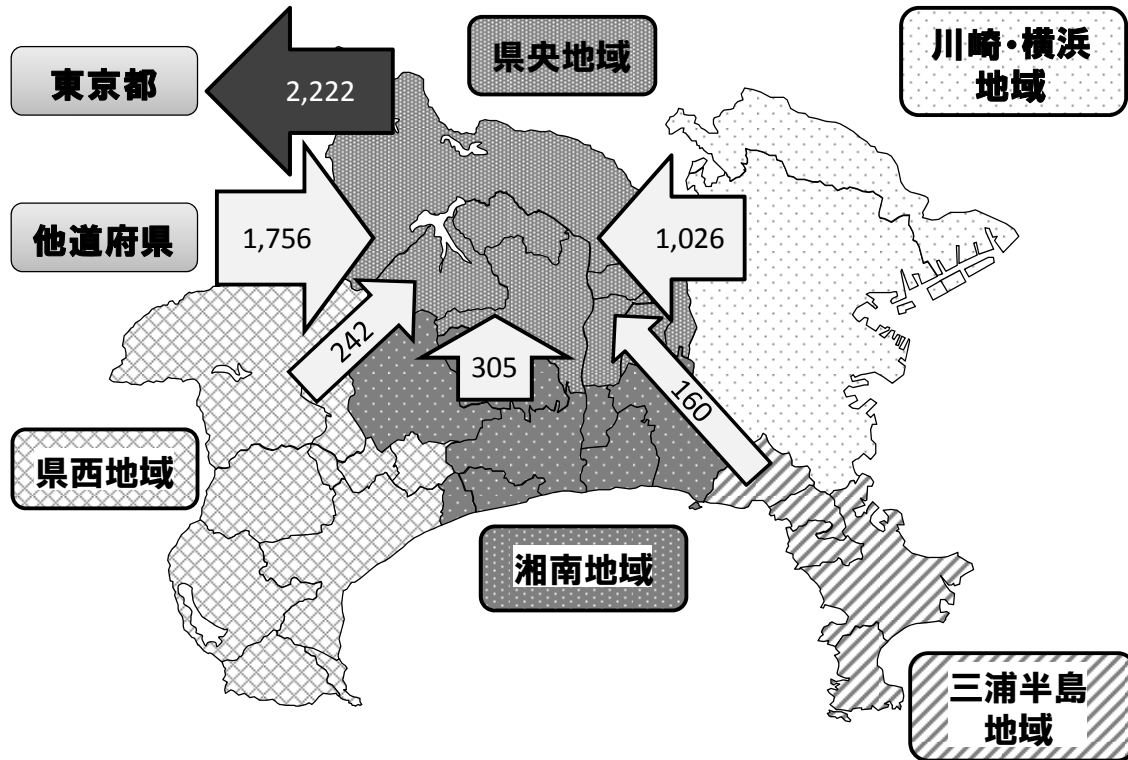 東京都
2,222
県央地域
川崎・横浜
地域
他道府県
1,756
1,026
242
305
160
県西地域
湘南地域
三浦半島
地域